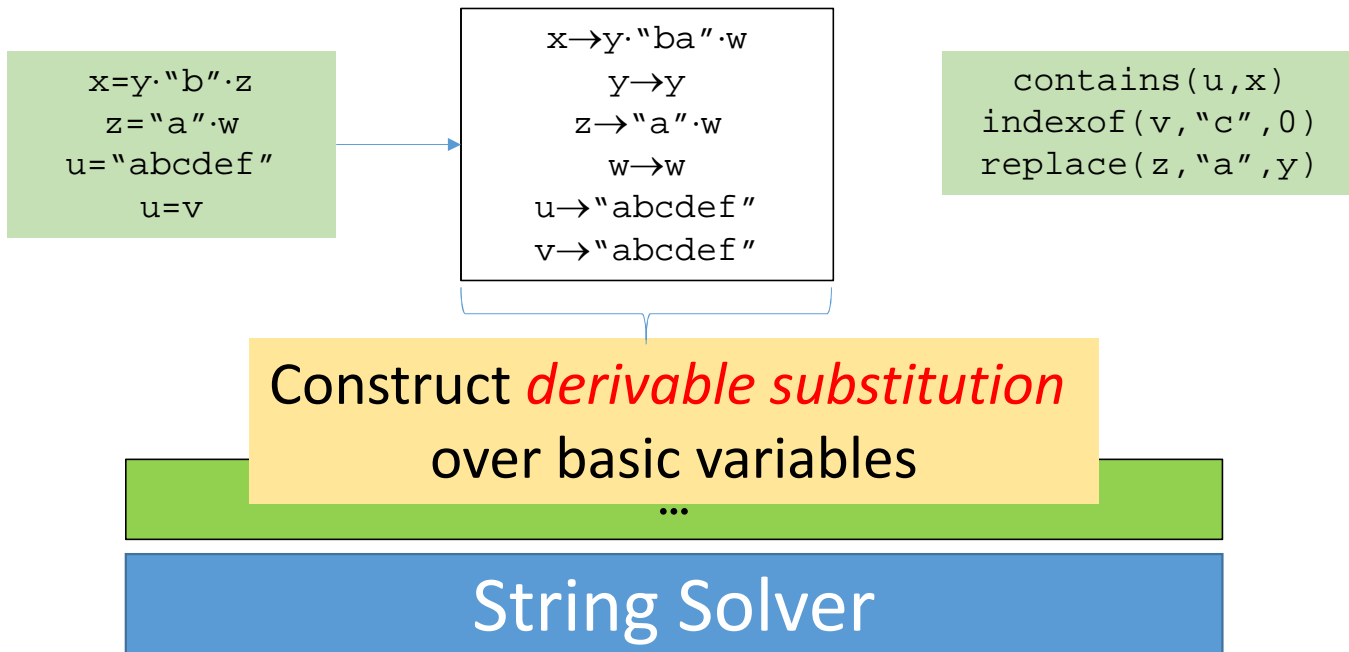 x=y·“b”·z
z=“a”·w
u=“abcdef”
u=v
x→y·“ba”·w
y→y
z→“a”·w
w→w
u→“abcdef”
v→“abcdef”
contains(u,x)
indexof(v,“c”,0)
replace(z,“a”,y)
Construct derivable substitution
over basic variables
…
String Solver